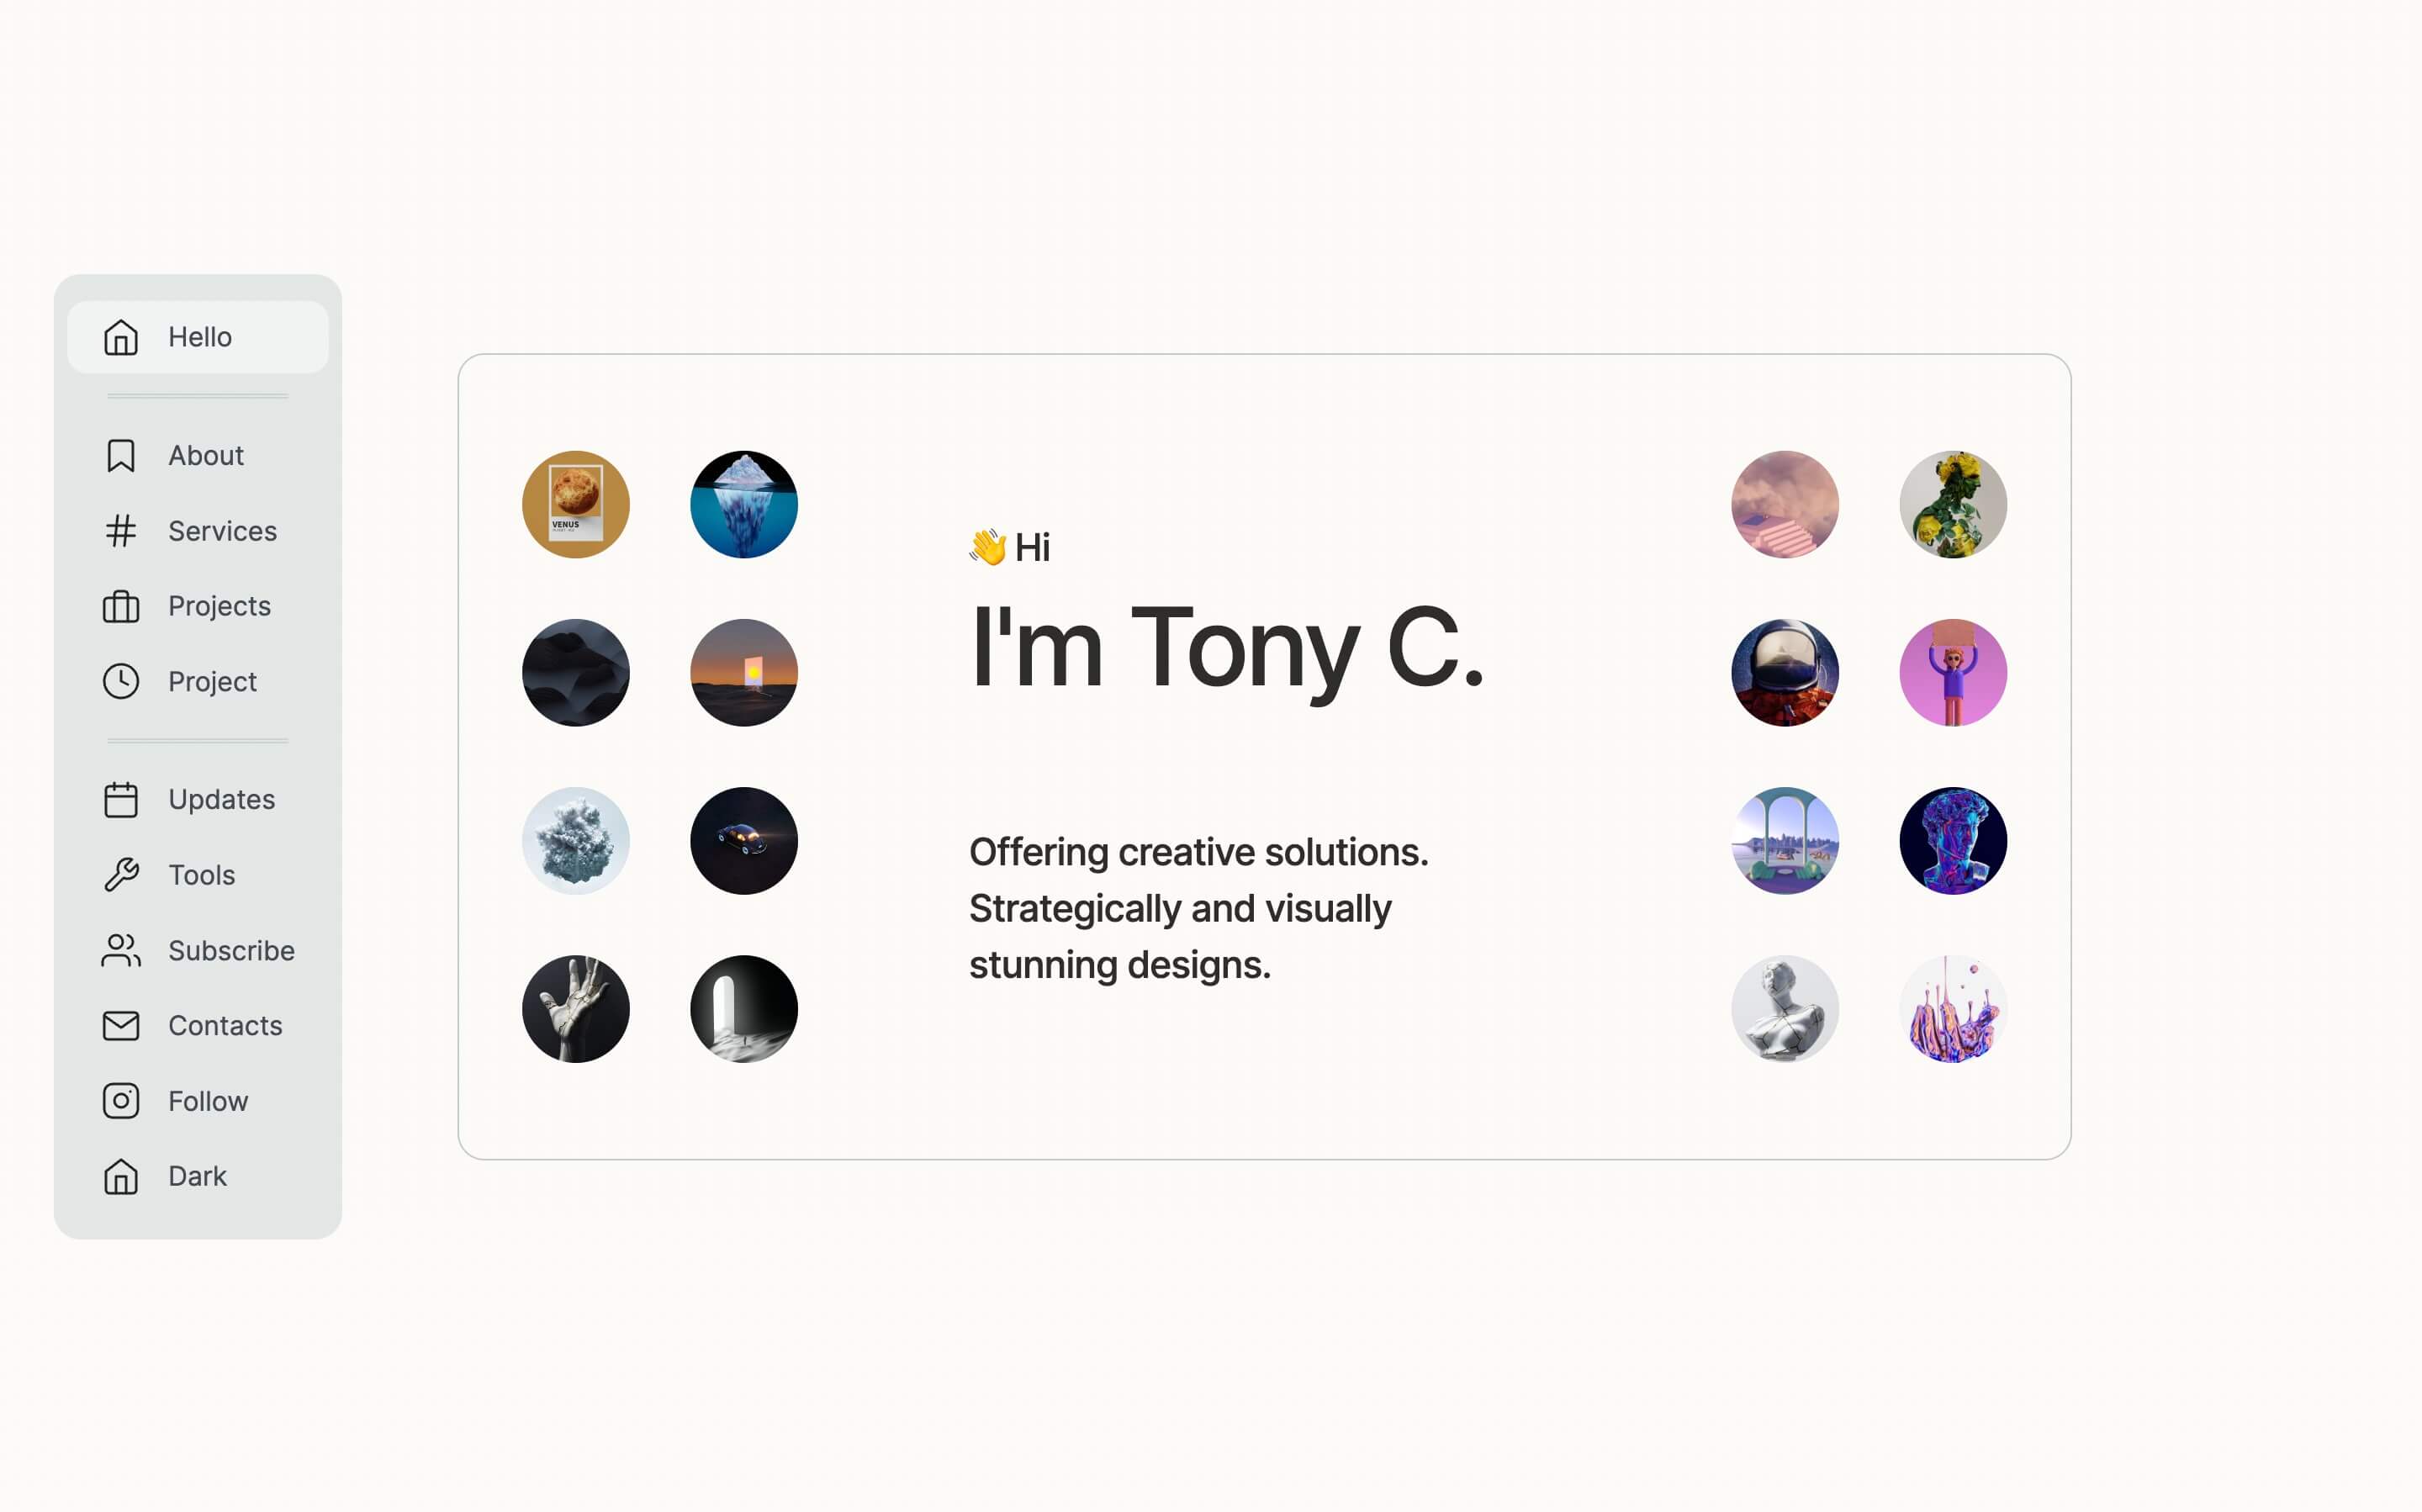 Hello
About
Services
Projects
Project
Updates
Tools
Subscribe
Contacts
Follow
Dark
VENUS
👋 Hi
I'm Tony C.
Offering creative solutions.
Strategically and visually
stunning designs.